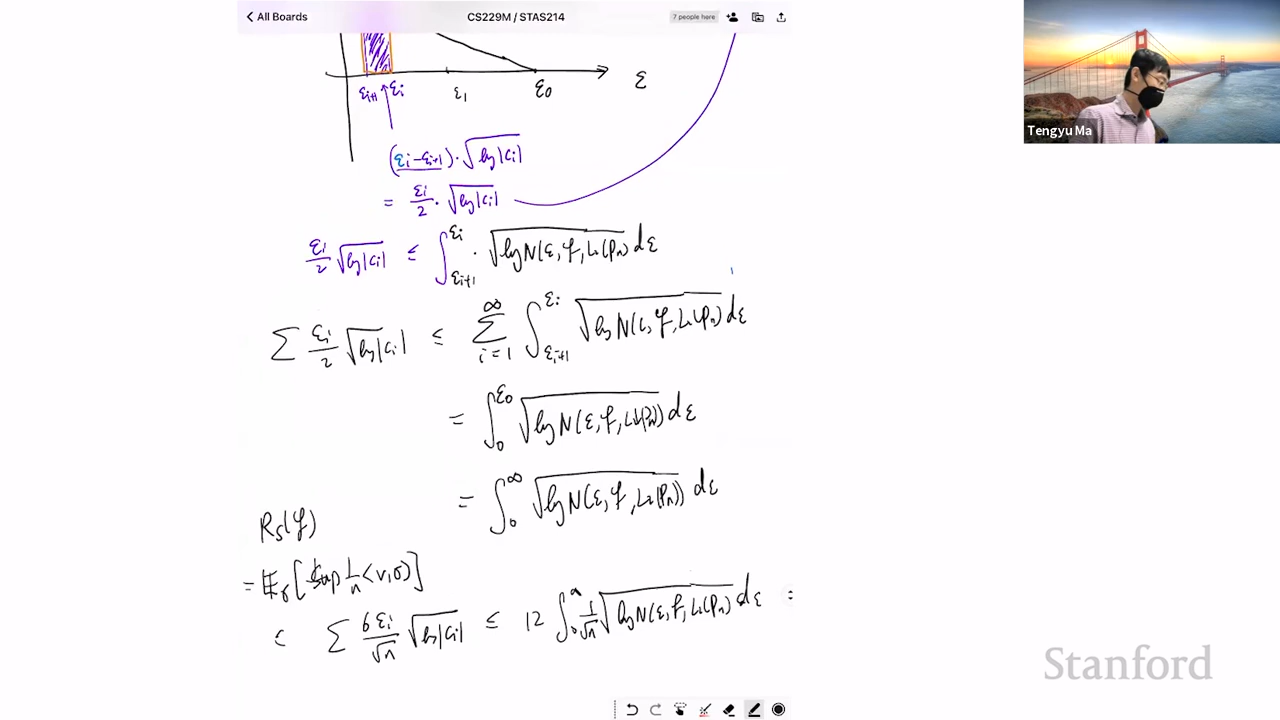 All Boards
CS229M / STAS214
7 people here
Tengyu Ma
ε_{i+1} ε_i ε_1 ε_0 ε
(ε_i - ε_{i+1}) · √(log|C_i|)
= ε_i/2 · √(log|C_i|)
ε_i/2 √(log|C_i|) ≤ ∫_{ε_{i+1}}^{ε_i} · √(log N(ε, F, L_2(P_n)) dε
∑ ε_i/2 √(log|C_i|) ≤ ∑_{i=1}^{∞} ∫_{ε_{i+1}}^{ε_i} √(log N(ε, F, L_2(P_n)) dε
= ∫_0^{ε_0} √(log N(ε, F, L_2(P_n)) dε
= ∫_0^∞ √(log N(ε, F, L_2(P_n))) dε
R_S(F)
= E_σ[sup 1/n <v, σ>]
≤ ∑ 6ε_i/√n √(log|C_i|) ≤ 12 ∫_0^∞ 1/√n √(log N(ε, F, L_2(P_n)) dε =
Stanford